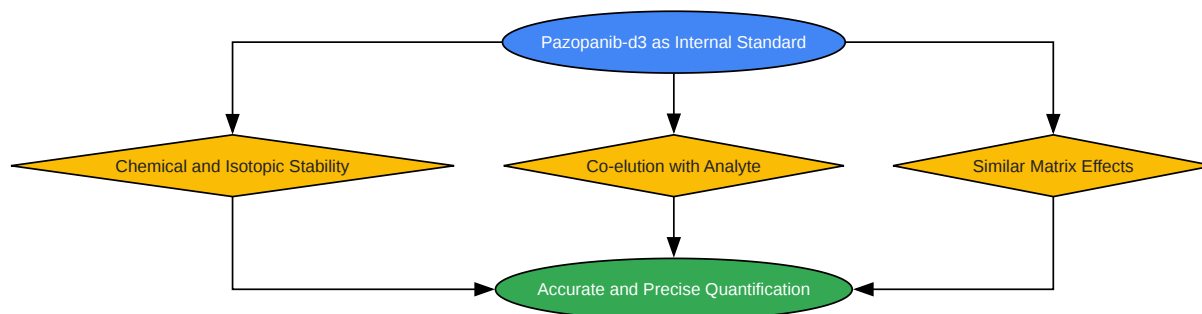 Pazopanib-d3 as Internal Standard
Chemical and Isotopic Stability
Co-elution with Analyte
Similar Matrix Effects
Accurate and Precise Quantification